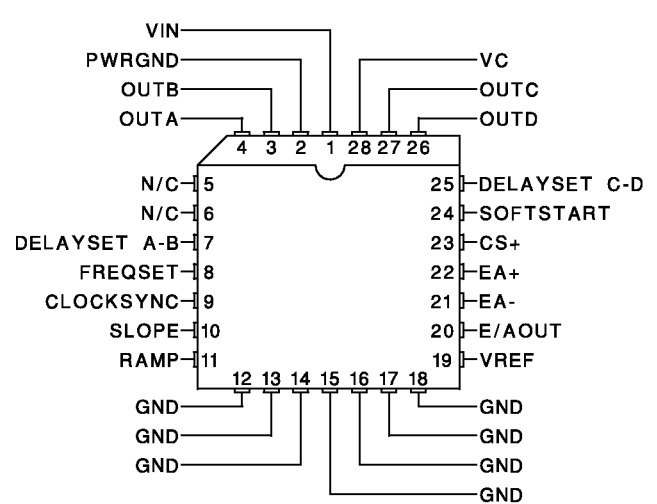 VIN
PWRGND
VC
OUTB
OUTC
OUTA
OUTD
4 3 2 1 28 27 26
N/C 5
25 DELAYSET C-D
N/C 6
24 SOFTSTART
DELAYSET A-B 7
23 CS+
FREQSET 8
22 EA+
CLOCKSYNC 9
21 EA-
SLOPE 10
20 E/AOUT
RAMP 11
19 VREF
12 13 14 15 16 17 18
GND
GND
GND
GND
GND
GND
GND